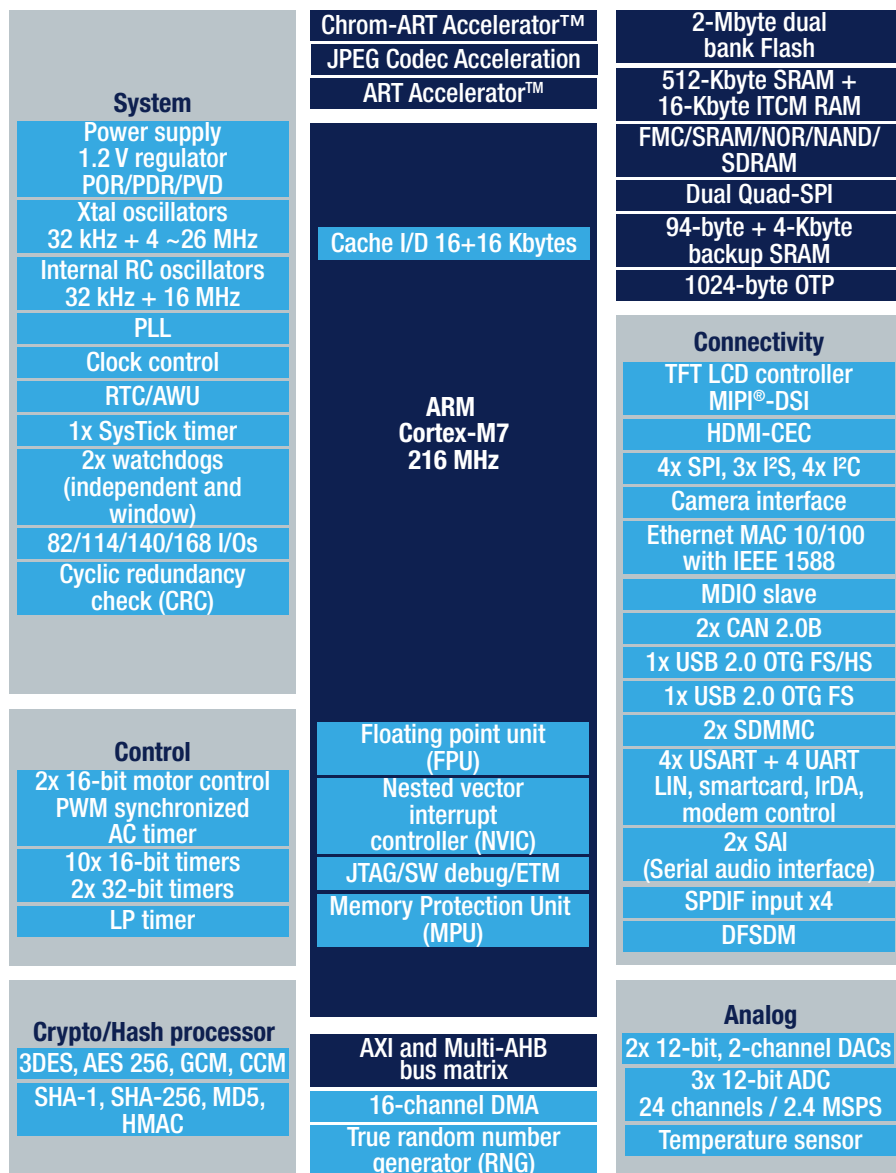 System
Power supply
1.2 V regulator
POR/PDR/PVD
Xtal oscillators
32 kHz + 4 ~26 MHz
Internal RC oscillators
32 kHz + 16 MHz
PLL
Clock control
RTC/AWU
1x SysTick timer
2x watchdogs
(independent and
window)
82/114/140/168 I/Os
Cyclic redundancy
check (CRC)
Control
2x 16-bit motor control
PWM synchronized
AC timer
10x 16-bit timers
2x 32-bit timers
LP timer
Crypto/Hash processor
3DES, AES 256, GCM, CCM
SHA-1, SHA-256, MD5,
HMAC
Chrom-ART Accelerator™
JPEG Codec Acceleration
ART Accelerator™
Cache I/D 16+16 Kbytes
ARM
Cortex-M7
216 MHz
Floating point unit
(FPU)
Nested vector
interrupt
controller (NVIC)
JTAG/SW debug/ETM
Memory Protection Unit
(MPU)
AXI and Multi-AHB
bus matrix
16-channel DMA
True random number
generator (RNG)
2-Mbyte dual
bank Flash
512-Kbyte SRAM +
16-Kbyte ITCM RAM
FMC/SRAM/NOR/NAND/
SDRAM
Dual Quad-SPI
94-byte + 4-Kbyte
backup SRAM
1024-byte OTP
Connectivity
TFT LCD controller
MIPI®-DSI
HDMI-CEC
4x SPI, 3x I²S, 4x I²C
Camera interface
Ethernet MAC 10/100
with IEEE 1588
MDIO slave
2x CAN 2.0B
1x USB 2.0 OTG FS/HS
1x USB 2.0 OTG FS
2x SDMMC
4x USART + 4 UART
LIN, smartcard, IrDA,
modem control
2x SAI
(Serial audio interface)
SPDIF input x4
DFSDM
Analog
2x 12-bit, 2-channel DACs
3x 12-bit ADC
24 channels / 2.4 MSPS
Temperature sensor